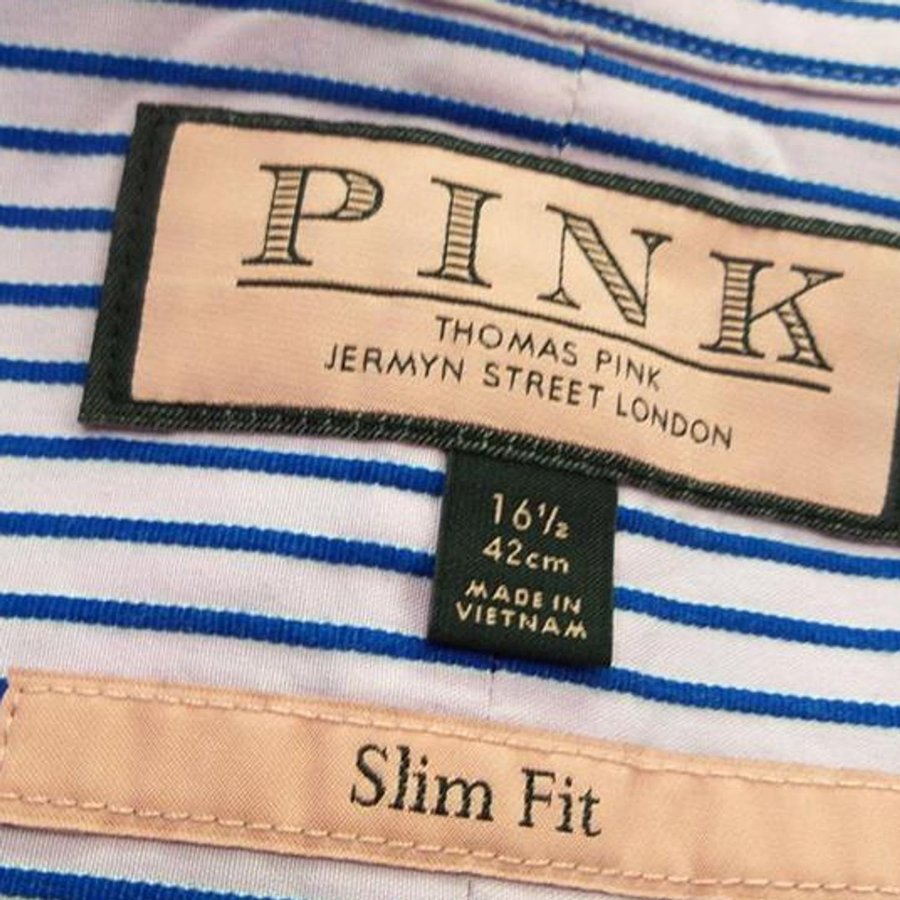 PINK
THOMAS PINK
JERMYN STREET LONDON
16½
42cm
MADE IN
VIETNAM
Slim Fit